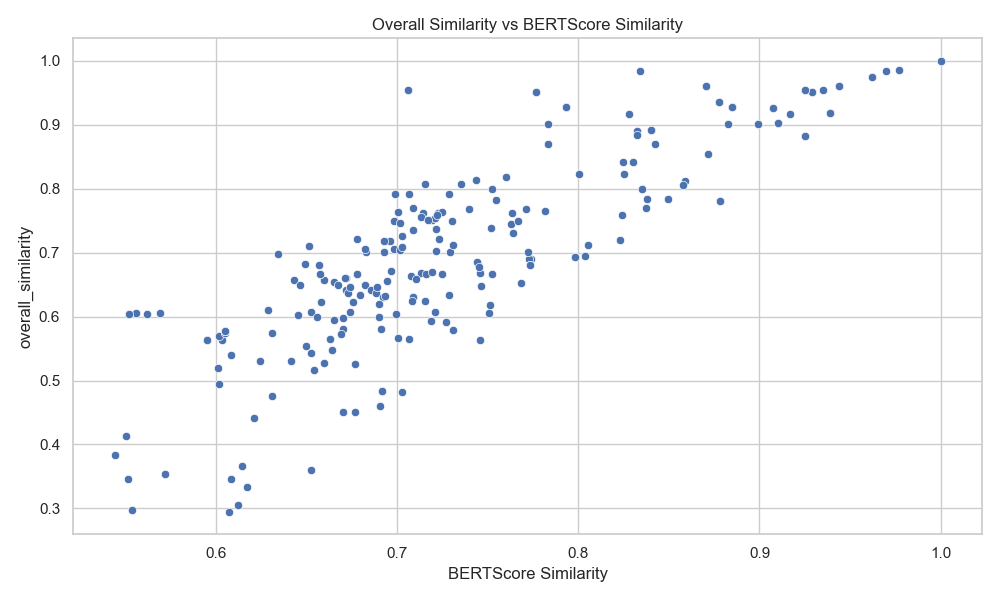 Overall Similarity vs BERTScore Similarity
overall_similarity
1.0
0.9
0.8
0.7
0.6
0.5
0.4
0.3
0.6 0.7 0.8 0.9 1.0
BERTScore Similarity